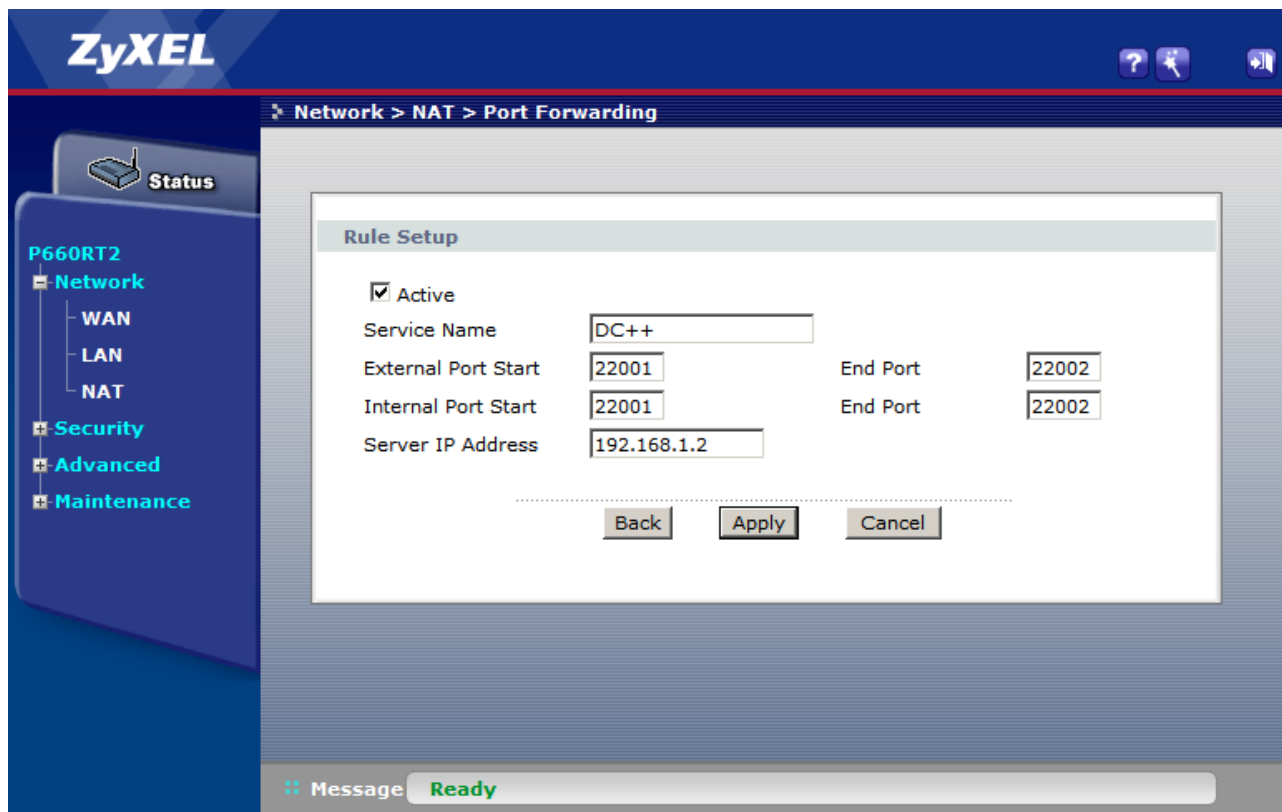 ZyXEL
?
Network > NAT > Port Forwarding
Status
P660RT2
Network
WAN
LAN
NAT
Security
Advanced
Maintenance
Rule Setup
Active
Service Name DC++
External Port Start 22001 End Port 22002
Internal Port Start 22001 End Port 22002
Server IP Address 192.168.1.2
Back Apply Cancel
Message Ready